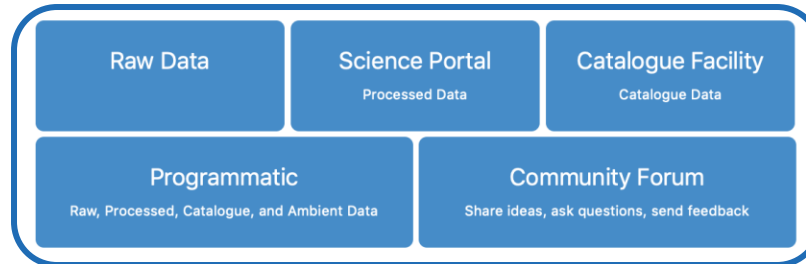 Raw Data
Science Portal
Processed Data
Catalogue Facility
Catalogue Data
Programmatic
Raw, Processed, Catalogue, and Ambient Data
Community Forum
Share ideas, ask questions, send feedback